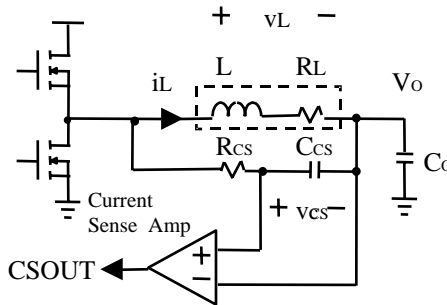 + vL −
iL L RL VO
RCS CCS
CO
+ vcs −
Current
Sense Amp
CSOUT
+
−